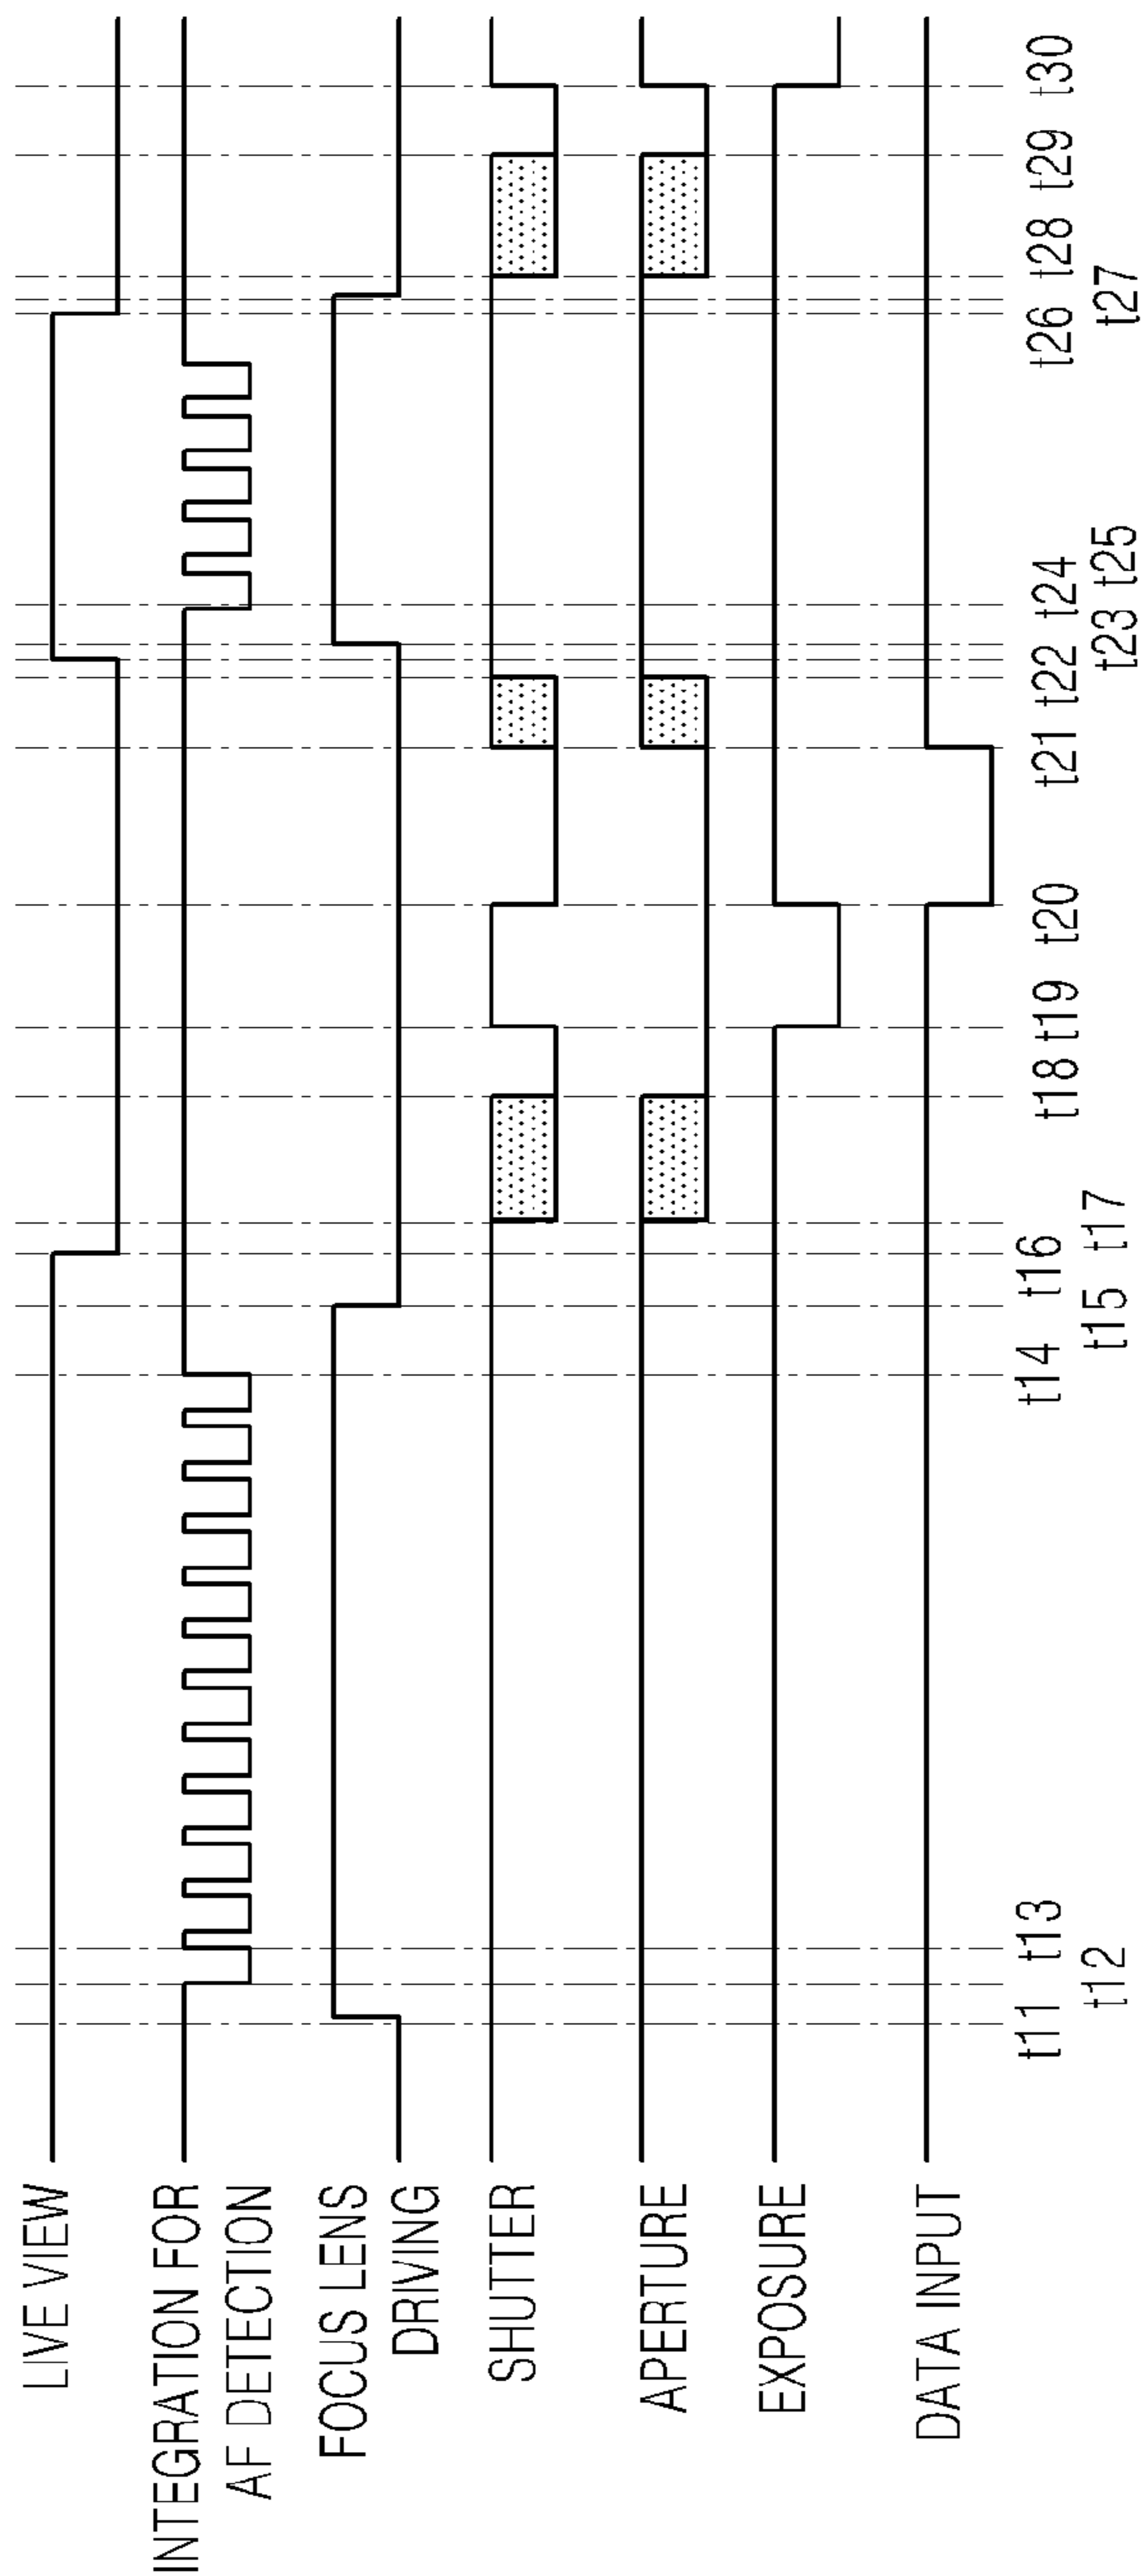 LIVE VIEW
INTEGRATION FOR
AF DETECTION
FOCUS LENS
DRIVING
SHUTTER
APERTURE
EXPOSURE
DATA INPUT
t11 t13 t14 t16 t18 t19 t20 t21 t22 t24 t26 t28 t29 t30
t12 t15 t17 t23 t25 t27